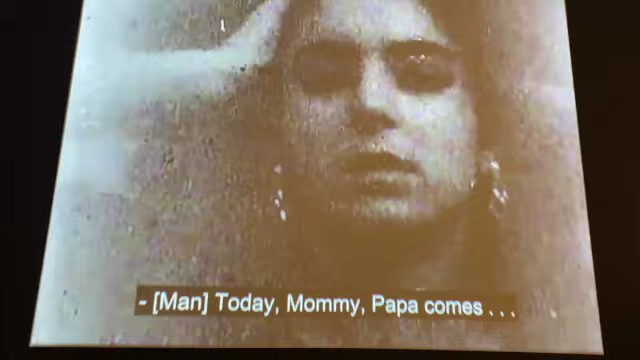 - [Man] Today, Mommy, Papa comes . . .